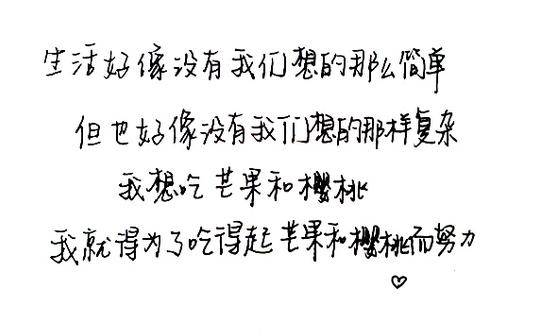 生活好像没有我们想的那么简单
但也好像没有我们想的那样复杂
我想吃芒果和樱桃
我就得为了吃得起芒果和樱桃而努力
♡